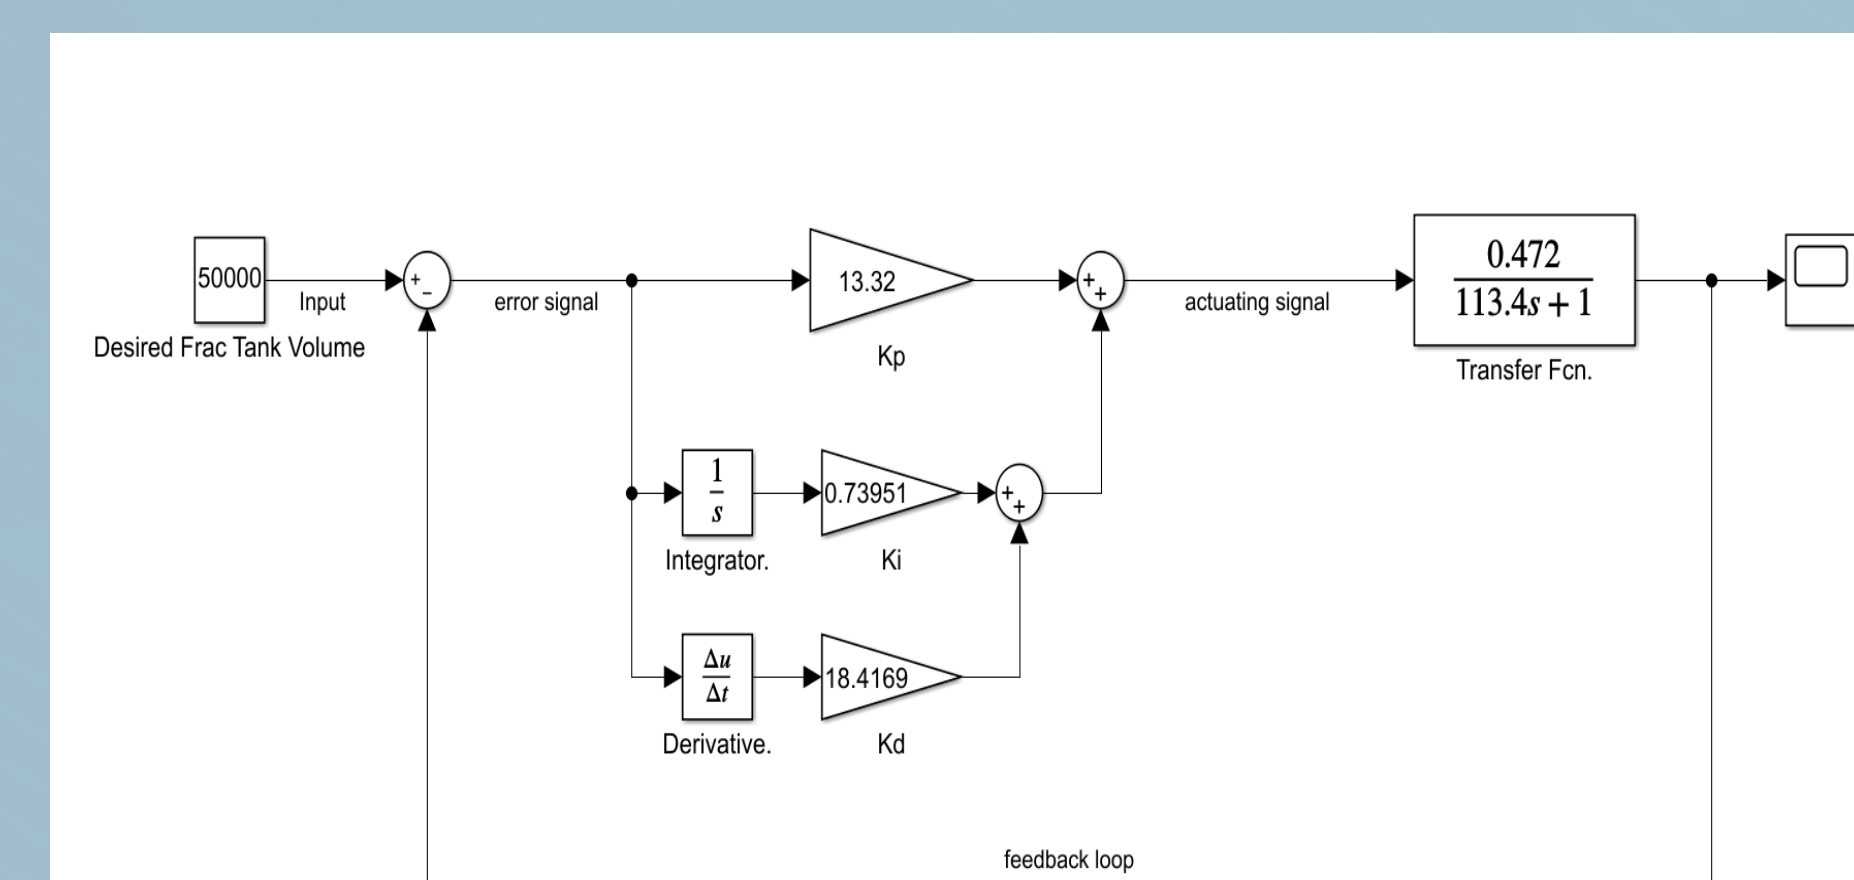 50000
Input
Desired Frac Tank Volume
+
−
error signal
13.32
Kp
+
+
actuating signal
0.472
113.4s + 1
Transfer Fcn.
1
s
Integrator.
0.73951
Ki
+
+
Δu
Δt
Derivative.
18.4169
Kd
feedback loop